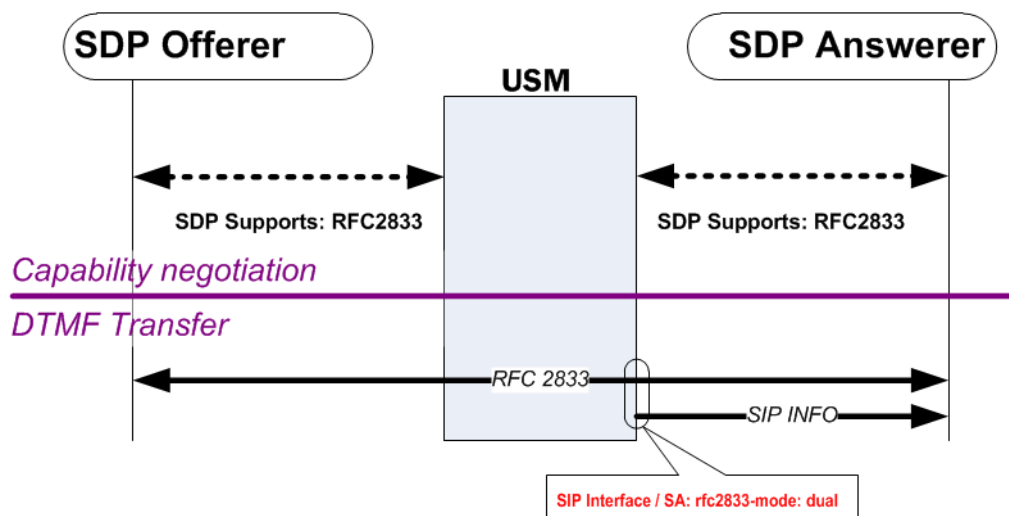 SDP Offerer
SDP Answerer
USM
SDP Supports: RFC2833
SDP Supports: RFC2833
Capability negotiation
DTMF Transfer
RFC 2833
SIP INFO
SIP Interface / SA: rfc2833-mode: dual